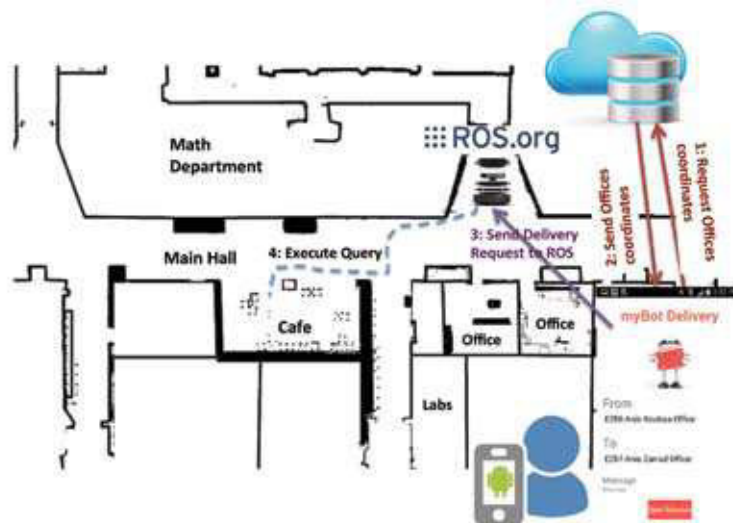 ROS.org
Math
Department
1: Request Offices
coordinates
2: Send Offices
coordinates
3: Send Delivery
Request to ROS
Main Hall
4: Execute Query
Cafe
Office
Office
myBot Delivery
Labs
From
To
Message